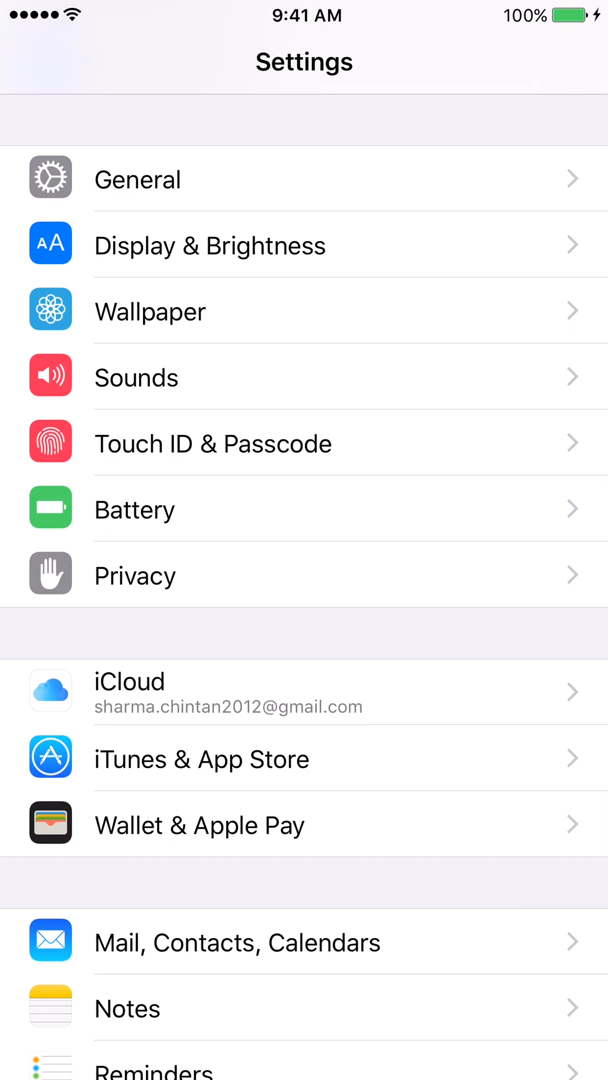 9:41 AM
100%
Settings
General
AA Display & Brightness
Wallpaper
Sounds
Touch ID & Passcode
Battery
Privacy
iCloud
sharma.chintan2012@gmail.com
iTunes & App Store
Wallet & Apple Pay
Mail, Contacts, Calendars
Notes
Reminders